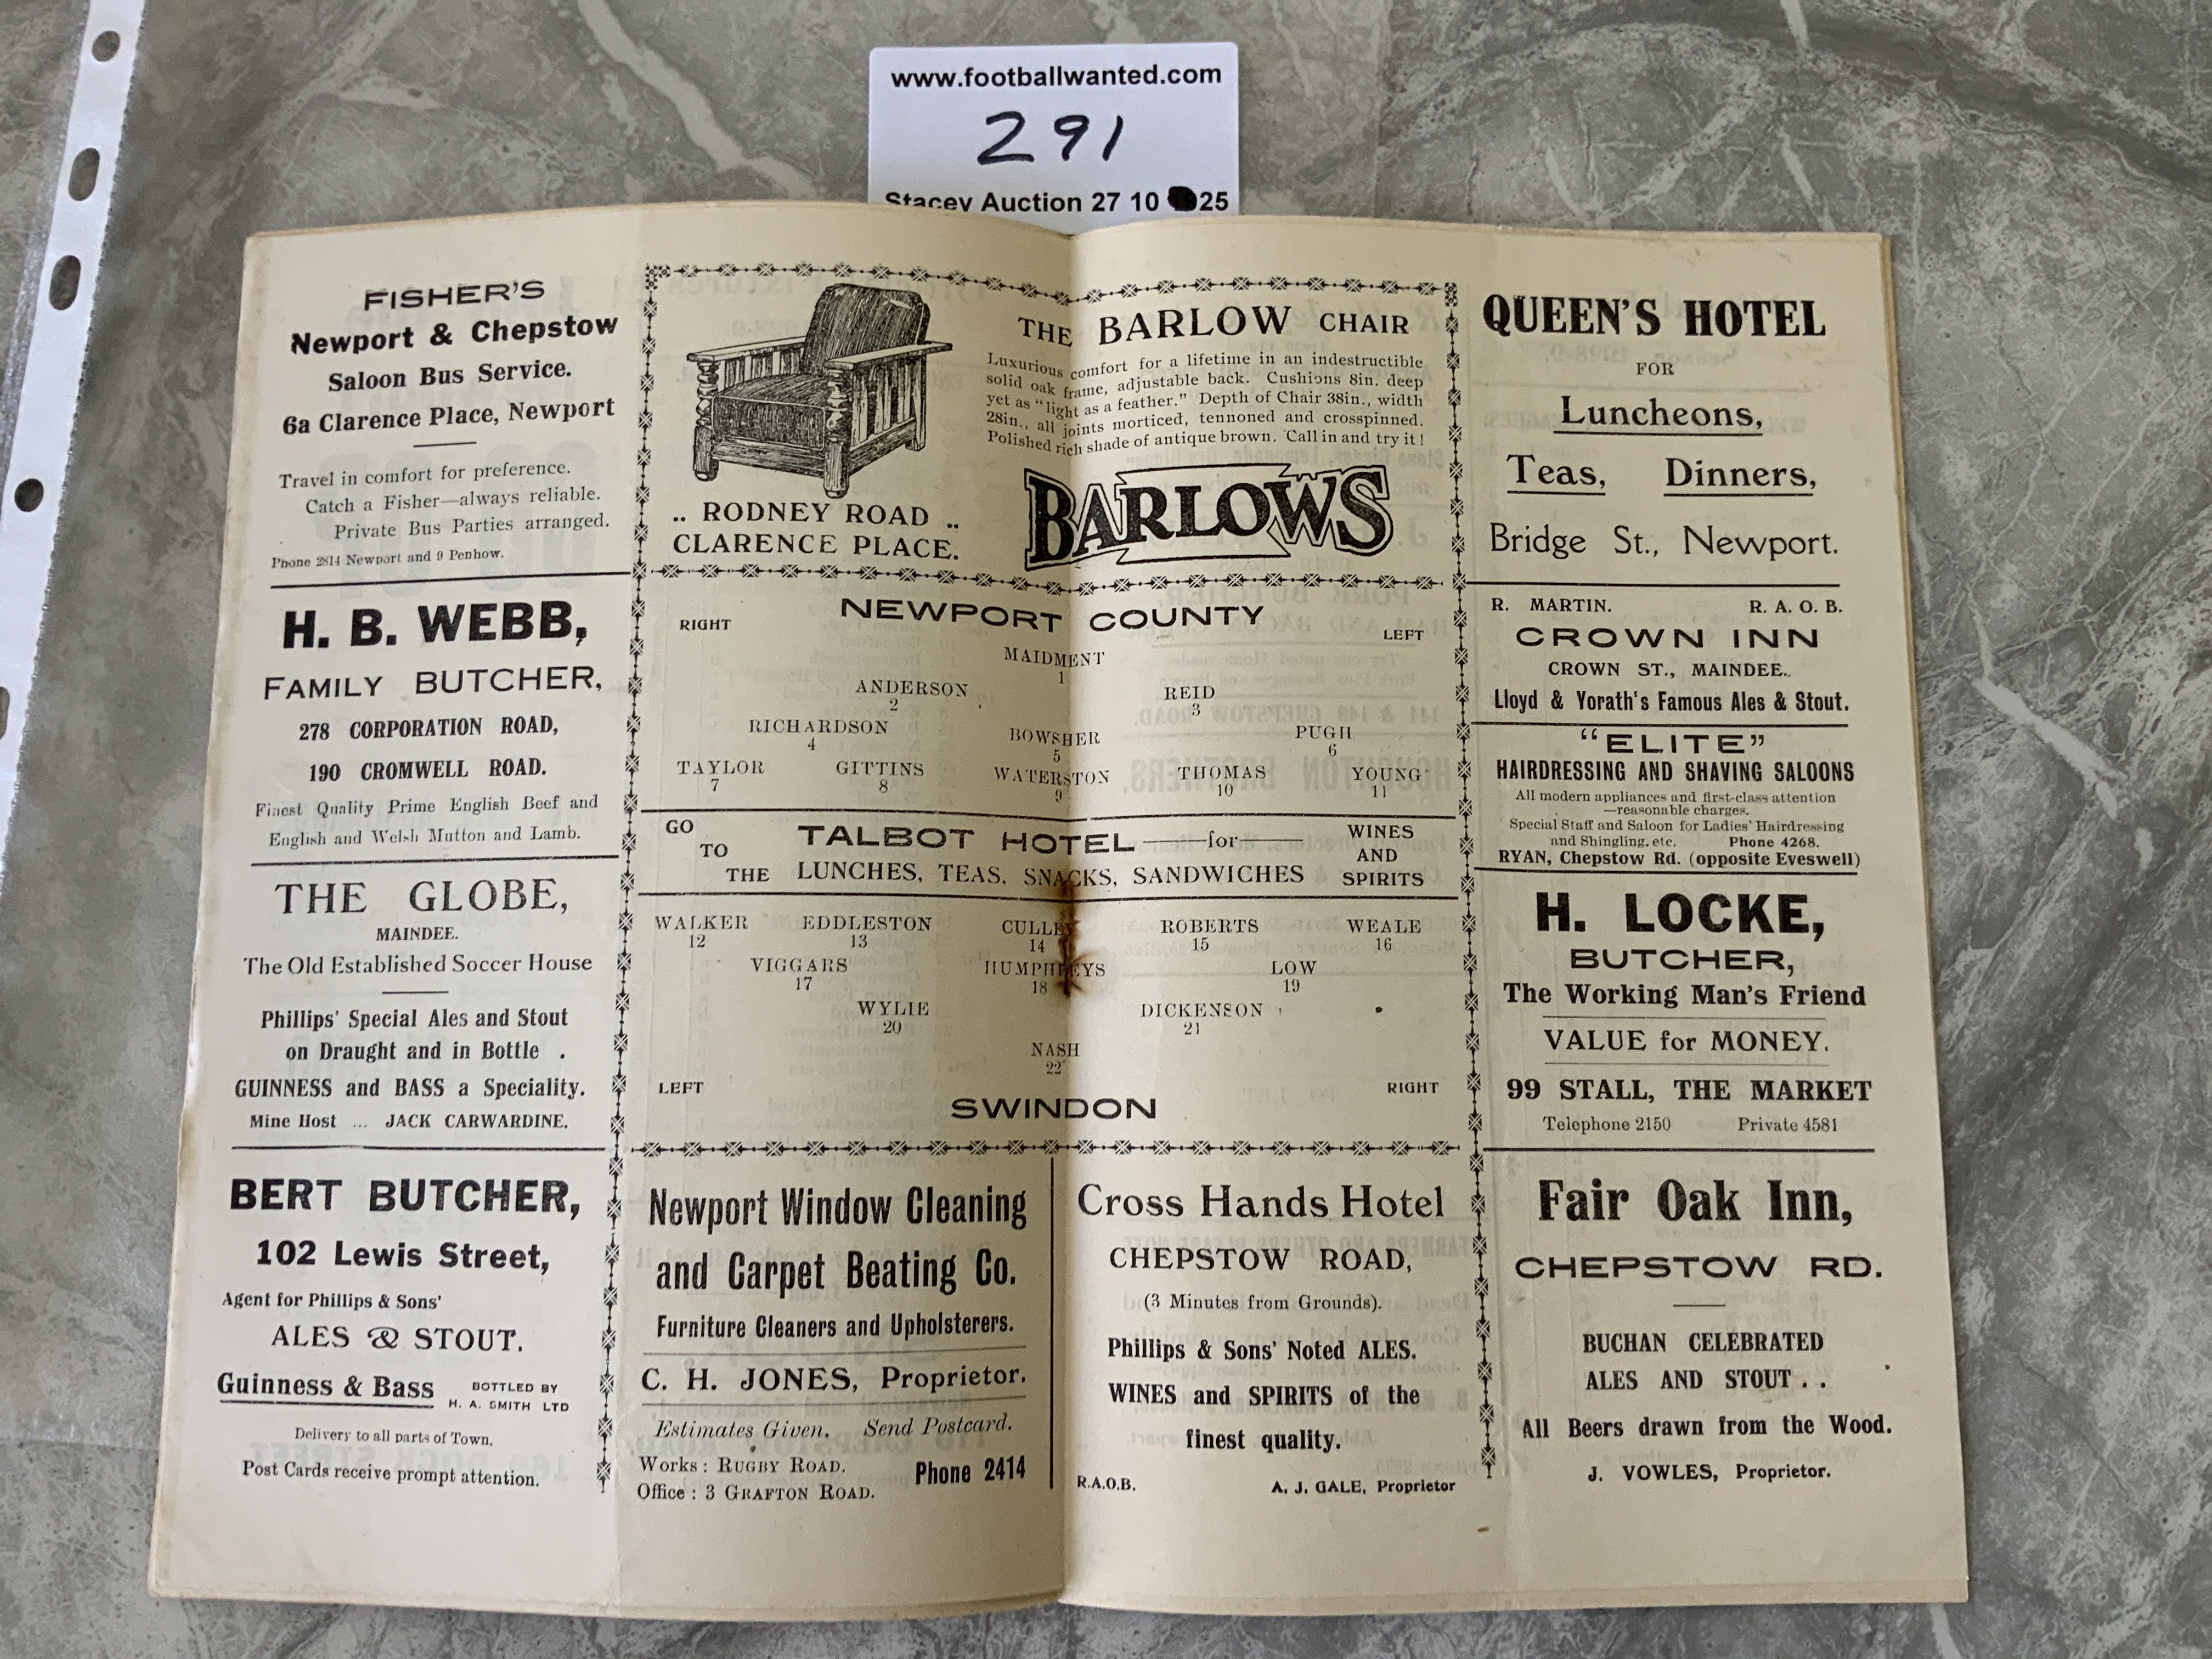 www.footballwanted.com
291
Stacey Auction 27 10 25
FISHER'S
Newport & Chepstow
Saloon Bus Service.
6a Clarence Place, Newport
Travel in comfort for preference.
Catch a Fisher—always reliable.
Private Bus Parties arranged.
Phone 2814 Newport and 9 Penhow.
H. B. WEBB,
FAMILY BUTCHER,
278 CORPORATION ROAD,
190 CROMWELL ROAD.
Finest Quality Prime English Beef and
English and Welsh Mutton and Lamb.
THE GLOBE,
MAINDEE.
The Old Established Soccer House
Phillips' Special Ales and Stout
on Draught and in Bottle .
GUINNESS and BASS a Speciality.
Mine Host ... JACK CARWARDINE.
BERT BUTCHER,
102 Lewis Street,
Agent for Phillips & Sons'
ALES & STOUT.
Guinness & Bass BOTTLED BY
H. A. SMITH LTD
Delivery to all parts of Town.
Post Cards receive prompt attention.
THE BARLOW CHAIR
Luxurious comfort for a lifetime in an indestructible
solid oak frame, adjustable back. Cushions 8in. deep
yet as "light as a feather." Depth of Chair 38in., width
28in., all joints morticed, tennoned and crosspinned.
Polished rich shade of antique brown. Call in and try it!
.. RODNEY ROAD ..
CLARENCE PLACE.
BARLOWS
NEWPORT COUNTY
RIGHT LEFT
MAIDMENT
1
ANDERSON REID
2 3
RICHARDSON BOWSHER PUGH
4 5 6
TAYLOR GITTINS WATERSTON THOMAS YOUNG
7 8 9 10 11
GO TO THE
TALBOT HOTEL —for—
LUNCHES, TEAS, SNACKS, SANDWICHES
WINES
AND
SPIRITS
WALKER EDDLESTON CULLEY ROBERTS WEALE
12 13 14 15 16
VIGGARS HUMPHREYS LOW
17 18 19
WYLIE DICKENSON
20 21
NASH
22
LEFT RIGHT
SWINDON
Newport Window Cleaning
and Carpet Beating Co.
Furniture Cleaners and Upholsterers.
C. H. JONES, Proprietor.
Estimates Given. Send Postcard.
Works : RUGBY ROAD.
Office : 3 GRAFTON ROAD.
Phone 2414
Cross Hands Hotel
CHEPSTOW ROAD,
(3 Minutes from Grounds).
Phillips & Sons' Noted ALES.
WINES and SPIRITS of the
finest quality.
R.A.O.B. A. J. GALE, Proprietor
QUEEN'S HOTEL
FOR
Luncheons,
Teas, Dinners,
Bridge St., Newport.
R. MARTIN. R. A. O. B.
CROWN INN
CROWN ST., MAINDEE.
Lloyd & Yorath's Famous Ales & Stout.
"ELITE"
HAIRDRESSING AND SHAVING SALOONS
All modern appliances and first-class attention
—reasonable charges.
Special Staff and Saloon for Ladies' Hairdressing
and Shingling, etc. Phone 4268.
RYAN, Chepstow Rd. (opposite Eveswell)
H. LOCKE,
BUTCHER,
The Working Man's Friend
VALUE for MONEY.
99 STALL, THE MARKET
Telephone 2150 Private 4581
Fair Oak Inn,
CHEPSTOW RD.
BUCHAN CELEBRATED
ALES AND STOUT . .
All Beers drawn from the Wood.
J. VOWLES, Proprietor.